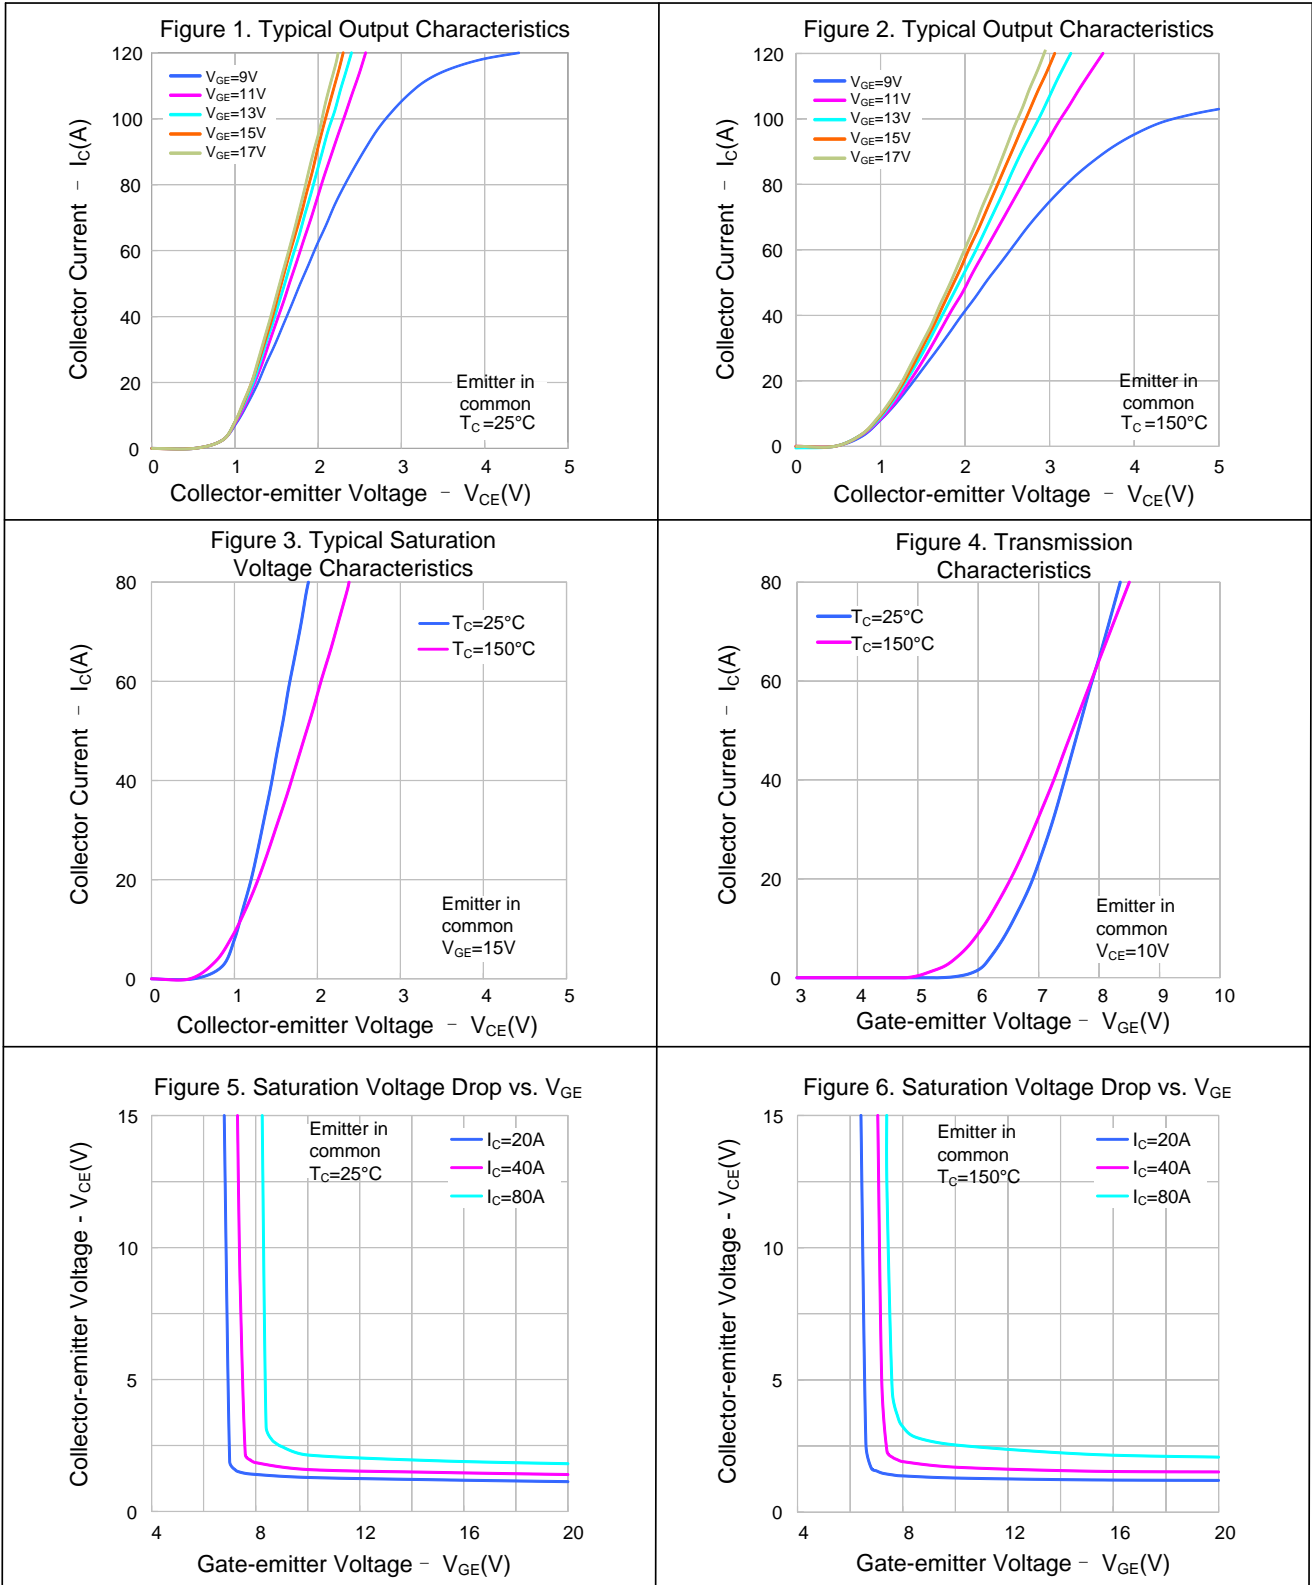 Figure 1. Typical Output Characteristics
120
100
80
60
40
20
0
Collector Current - IC(A)
VGE=9V
VGE=11V
VGE=13V
VGE=15V
VGE=17V
Emitter in
common
TC =25°C
0 1 2 3 4 5
Collector-emitter Voltage - VCE(V)
Figure 2. Typical Output Characteristics
120
100
80
60
40
20
0
Collector Current - IC(A)
VGE=9V
VGE=11V
VGE=13V
VGE=15V
VGE=17V
Emitter in
common
TC =150°C
0 1 2 3 4 5
Collector-emitter Voltage - VCE(V)
Figure 3. Typical Saturation
Voltage Characteristics
80
60
40
20
0
Collector Current - IC(A)
TC=25°C
TC=150°C
Emitter in
common
VGE=15V
0 1 2 3 4 5
Collector-emitter Voltage - VCE(V)
Figure 4. Transmission
Characteristics
80
60
40
20
0
Collector Current - IC(A)
TC=25°C
TC=150°C
Emitter in
common
VCE=10V
3 4 5 6 7 8 9 10
Gate-emitter Voltage - VGE(V)
Figure 5. Saturation Voltage Drop vs. VGE
15
10
5
0
Collector-emitter Voltage - VCE(V)
Emitter in
common
TC=25°C
IC=20A
IC=40A
IC=80A
4 8 12 16 20
Gate-emitter Voltage - VGE(V)
Figure 6. Saturation Voltage Drop vs. VGE
15
10
5
0
Collector-emitter Voltage - VCE(V)
Emitter in
common
TC=150°C
IC=20A
IC=40A
IC=80A
4 8 12 16 20
Gate-emitter Voltage - VGE(V)